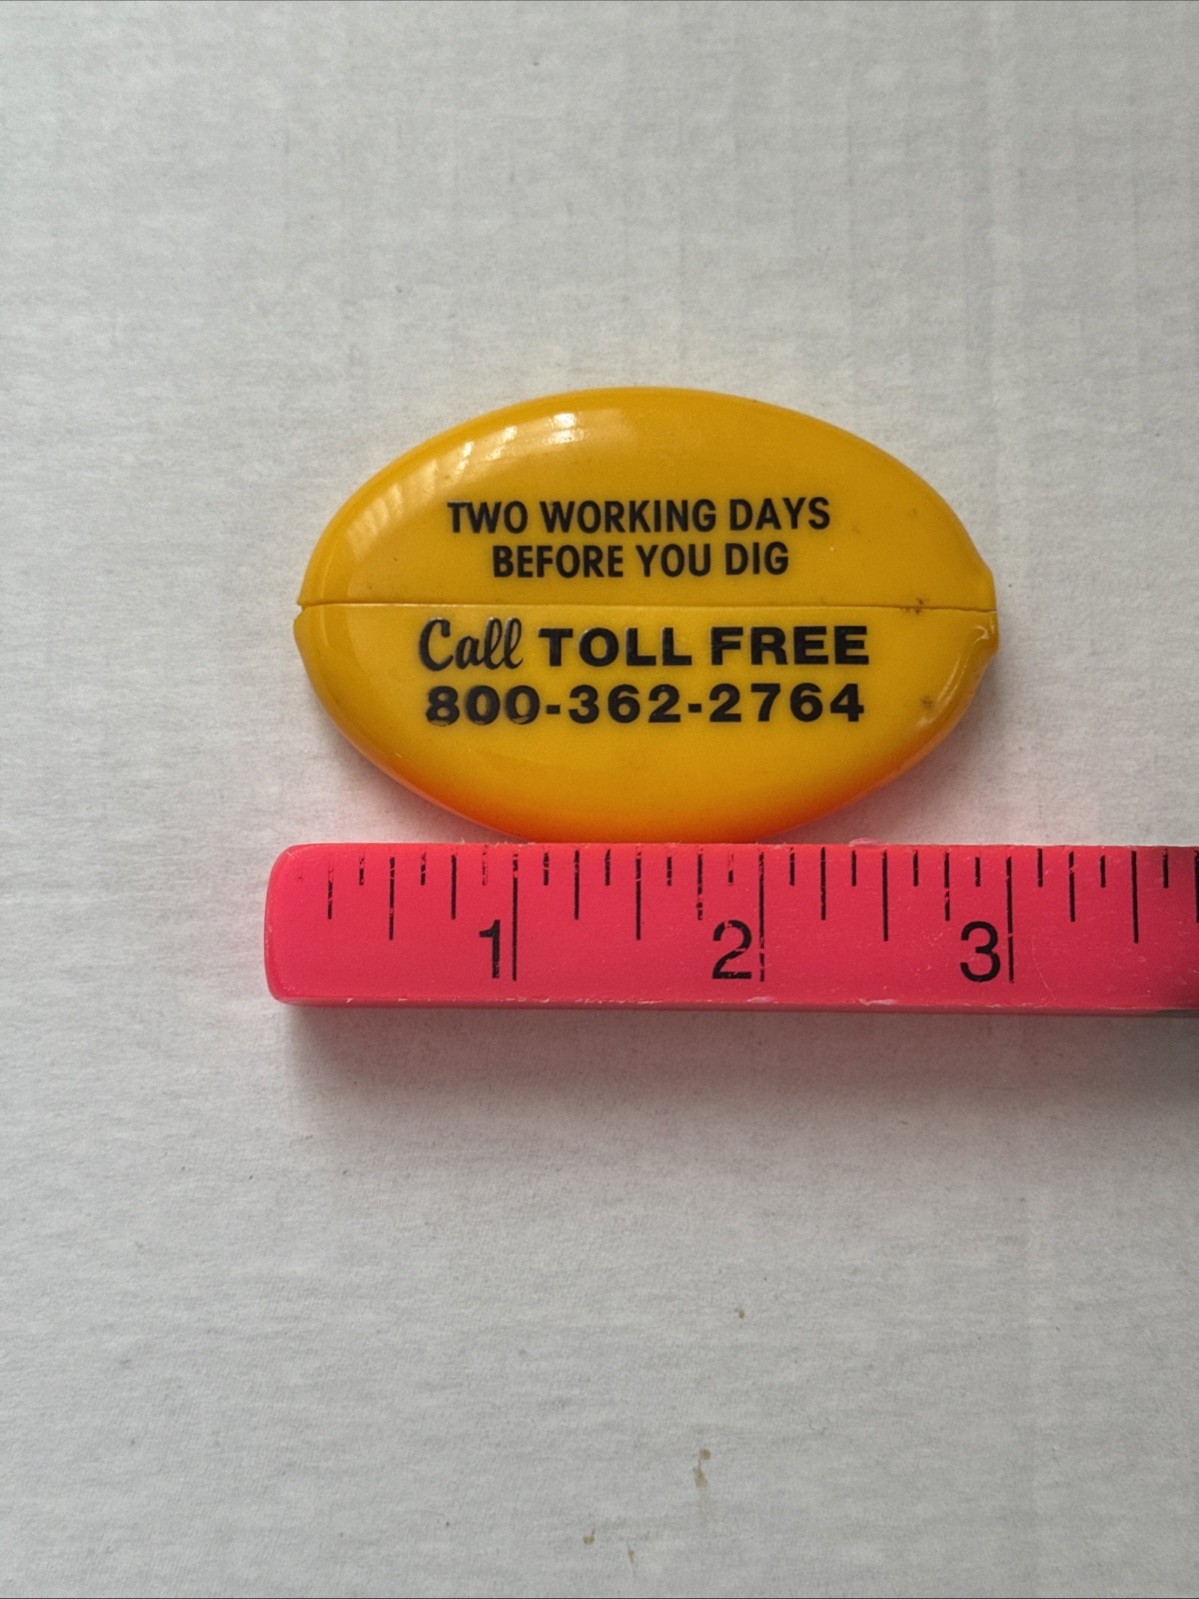 TWO WORKING DAYS
BEFORE YOU DIG
Call TOLL FREE
800-362-2764
1 2 3